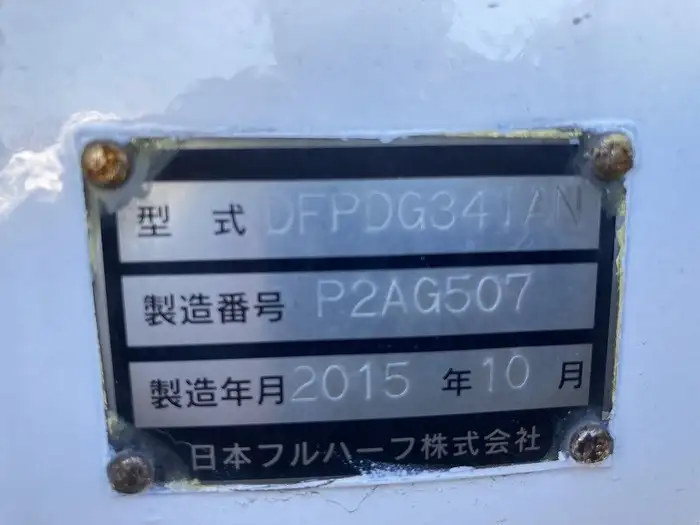 型 式 DFPDG341AN
製造番号 P2AG507
製造年月 2015 年 10 月
日本フルハーフ株式会社